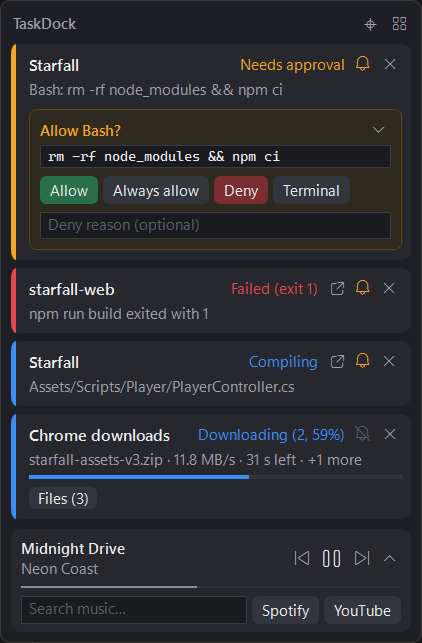 TaskDock
Starfall
Needs approval
Bash: rm -rf node_modules && npm ci
Allow Bash?
rm -rf node_modules && npm ci
Allow
Always allow
Deny
Terminal
Deny reason (optional)
starfall-web
Failed (exit 1)
npm run build exited with 1
Starfall
Compiling
Assets/Scripts/Player/PlayerController.cs
Chrome downloads
Downloading (2, 59%)
starfall-assets-v3.zip · 11.8 MB/s · 31 s left · +1 more
Files (3)
Midnight Drive
Neon Coast
Search music...
Spotify
YouTube